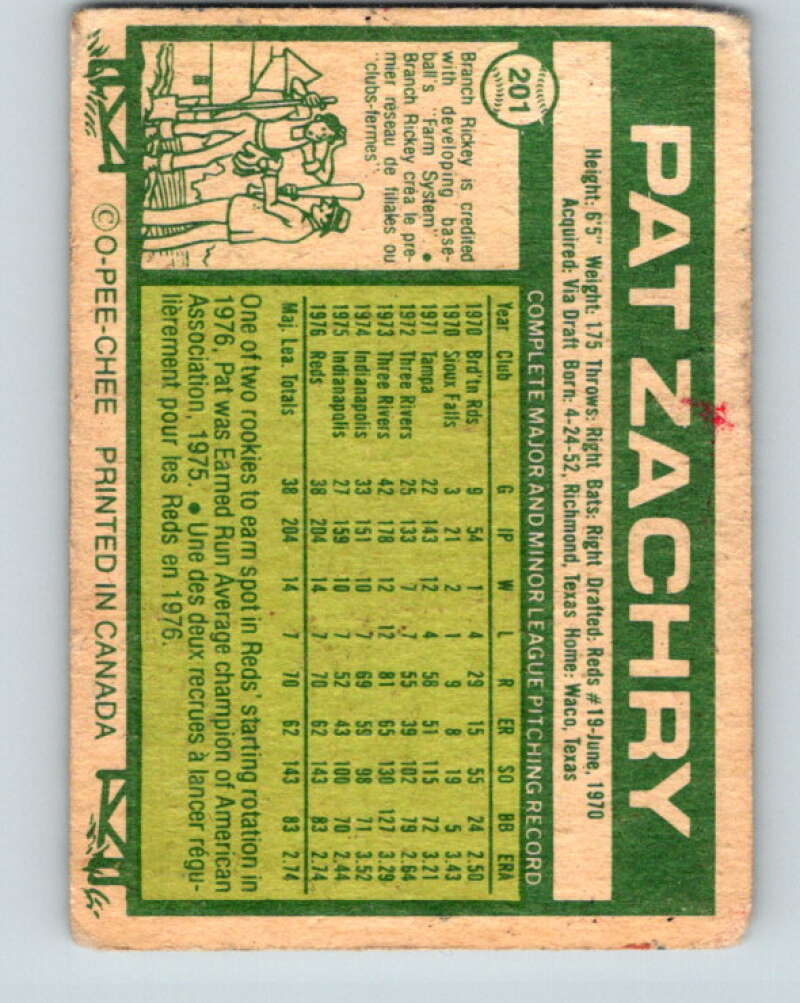 201
PAT ZACHRY
Height: 6'5" Weight: 175 Throws: Right Bats: Right Drafted: Reds #19-June, 1970
Acquired: Via Draft Born: 4-24-52, Richmond, Texas Home: Waco, Texas
COMPLETE MAJOR AND MINOR LEAGUE PITCHING RECORD
Year Club G IP W L R ER SO BB ERA
1970 Brd'tn Rds 9 54 1 4 29 15 55 24 2.50
1970 Sioux Falls 3 21 2 1 9 8 19 5 3.43
1971 Tampa 22 143 12 4 58 51 115 72 3.21
1972 Three Rivers 25 133 7 7 55 39 102 79 2.64
1973 Three Rivers 42 178 12 12 81 65 130 127 3.29
1974 Indianapolis 33 151 10 7 69 59 98 71 3.52
1975 Indianapolis 27 159 10 7 52 43 100 70 2.44
1976 Reds 38 204 14 7 70 62 143 83 2.74
Maj. Lea. Totals 38 204 14 7 70 62 143 83 2.74
One of two rookies to earn spot in Reds' starting rotation in
1976, Pat was Earned Run Average champion of American
Association, 1975. • Une des deux recrues à lancer régu-
lièrement pour les Reds en 1976.
Branch Rickey is credited
with developing base-
ball's "Farm System". •
Branch Rickey créa le pre-
mier réseau de filiales ou
"clubs-fermes"
©O-PEE-CHEE PRINTED IN CANADA